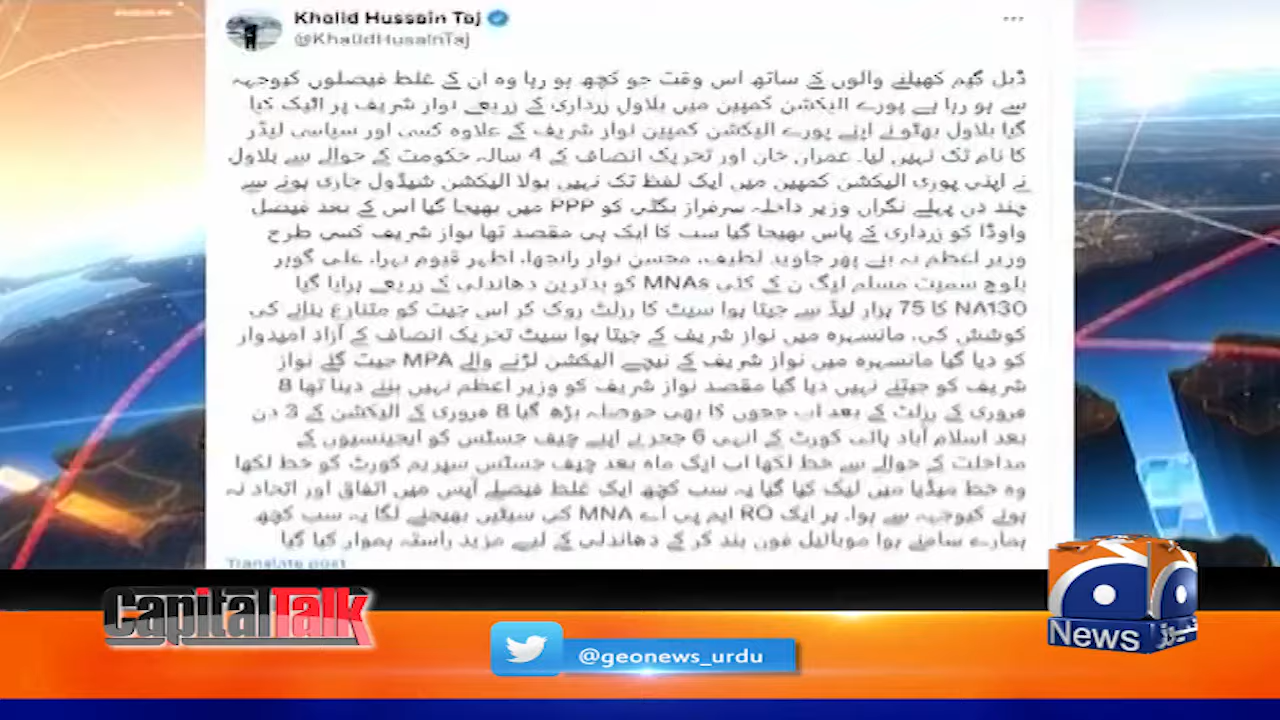 Khalid Hussain Taj
@KhalidHusainTaj
ڈبل گیم کھیلنے والوں کے ساتھ اس وقت جو کچھ ہو رہا وہ ان کے غلط فیصلوں کیوجہہ
سے ہو رہا ہے پورے الیکشن کمپین میں بلاول زرداری کے زریعے نواز شریف پر اٹیک کیا
گیا بلاول بھٹو نے اپنے پورے الیکشن کمپین نواز شریف کے علاوہ کسی اور سیاسی لیڈر
کا نام تک نہیں لیا۔ عمران خان اور تحریک انصاف کے 4 سالہ حکومت کے حوالے سے بلاول
نے اپنی پوری الیکشن کمپین میں ایک لفظ تک نہیں بولا الیکشن شیڈول جاری ہونے سے
چند دن پہلے نگراں وزیر داخلہ سرفراز بگٹی کو PPP میں بھیجا گیا اس کے بعد فیصل
واوڈا کو زرداری کے پاس بھیجا گیا سب کا ایک ہی مقصد تھا نواز شریف کسی طرح
وزیر اعظم نہ بنے پھر جاوید لطیف، محسن نواز رانجھا، اظہر قیوم نہرا، علی گوہر
بلوچ سمیت مسلم لیگ ن کے کئی MNAs کو بدترین دھاندلی کے زریعے ہرایا گیا
NA130 کا 75 ہزار لیڈ سے جیتا ہوا سیٹ کا رزلٹ روک کر اس جیت کو متنازع بنانے کی
کوشش کی، مانسہرہ میں نواز شریف کے جیتا ہوا سیٹ تحریک انصاف کے آزاد امیدوار
کو دیا گیا مانسہرہ میں نواز شریف کے نیچے الیکشن لڑنے والے MPA جیت گئے نواز
شریف کو جیتنے نہیں دیا گیا مقصد نواز شریف کو وزیر اعظم نہیں بننے دینا تھا 8
فروری کے رزلٹ کے بعد اب ججوں کا بھی حوصلہ بڑھ گیا 8 فروری کے الیکشن کے 3 دن
بعد اسلام آباد ہائی کورٹ کے انہی 6 ججز نے اپنے چیف جسٹس کو ایجینسیوں کے
مداخلت کے حوالے سے خط لکھا اب ایک ماہ بعد چیف جسٹس سپریم کورٹ کو خط لکھا
وہ خط میڈیا میں لیک کیا گیا یہ سب کچھ ایک غلط فیصلے آپس میں اتفاق اور اتحاد نہ
ہونے کیوجہہ سے ہوا۔ ہر ایک RO ایم پی اے MNA کی سیٹیں بھیجنے لگا یہ سب کچھ
ہمارے سامنے ہوا موبائیل فون بند کر کے دھاندلی کے لیے مزید راستہ ہموار کیا گیا
Translate post
Capital Talk
@geonews_urdu
News نیوز